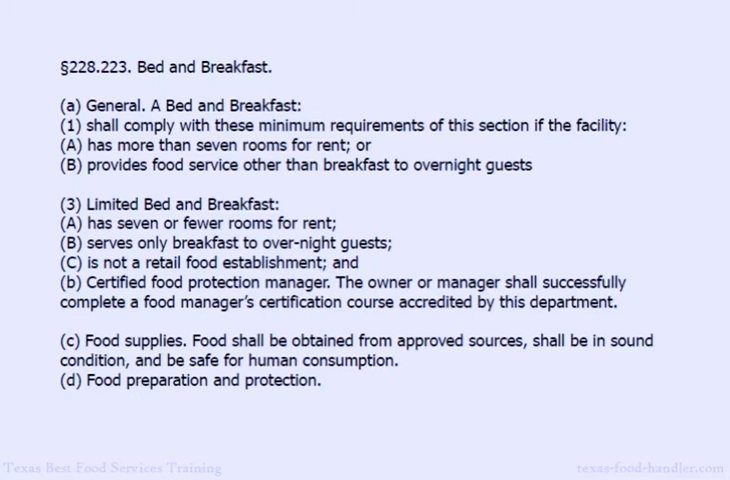 §228.223. Bed and Breakfast.
(a) General. A Bed and Breakfast:
(1) shall comply with these minimum requirements of this section if the facility:
(A) has more than seven rooms for rent; or
(B) provides food service other than breakfast to overnight guests
(3) Limited Bed and Breakfast:
(A) has seven or fewer rooms for rent;
(B) serves only breakfast to over-night guests;
(C) is not a retail food establishment; and
(b) Certified food protection manager. The owner or manager shall successfully
complete a food manager's certification course accredited by this department.
(c) Food supplies. Food shall be obtained from approved sources, shall be in sound
condition, and be safe for human consumption.
(d) Food preparation and protection.
Texas Best Food Services Training
texas-food-handler.com